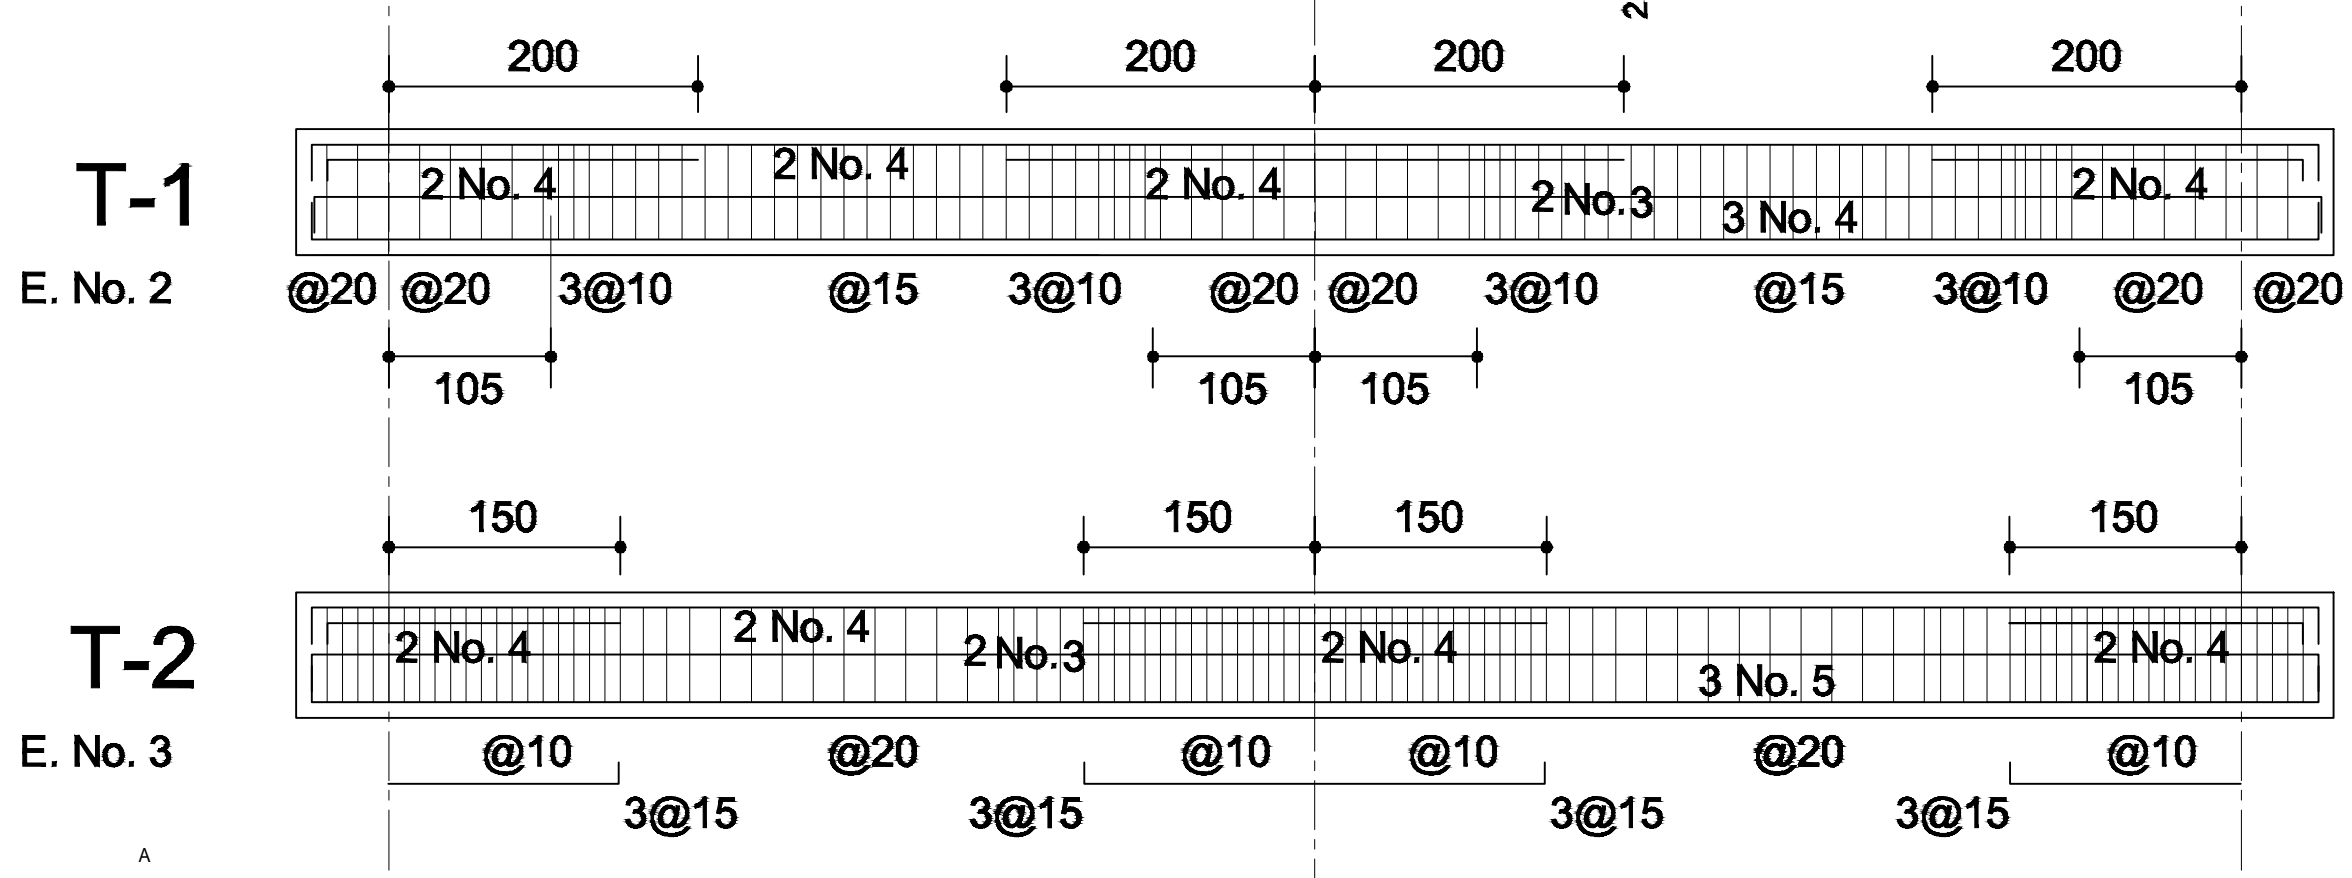 2
200 200 200 200
T-1
2 No. 4 2 No. 4 2 No. 4 2 No. 3 3 No. 4 2 No. 4
E. No. 2 @20 @20 3@10 @15 3@10 @20 @20 3@10 @15 3@10 @20 @20
105 105 105 105
150 150 150 150
T-2
2 No. 4 2 No. 4 2 No. 3 2 No. 4 3 No. 5 2 No. 4
E. No. 3 @10 @20 @10 @10 @20 @10
3@15 3@15 3@15 3@15
A